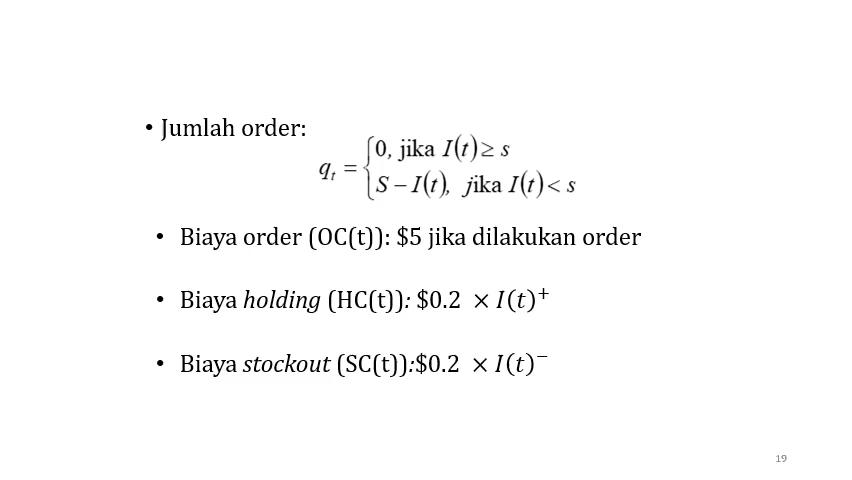 • Jumlah order:
q_t = { 0, jika I(t) ≥ s
S – I(t), jika I(t) < s
• Biaya order (OC(t)): $5 jika dilakukan order
• Biaya holding (HC(t)): $0.2 × I(t)⁺
• Biaya stockout (SC(t)):$0.2 × I(t)⁻
19